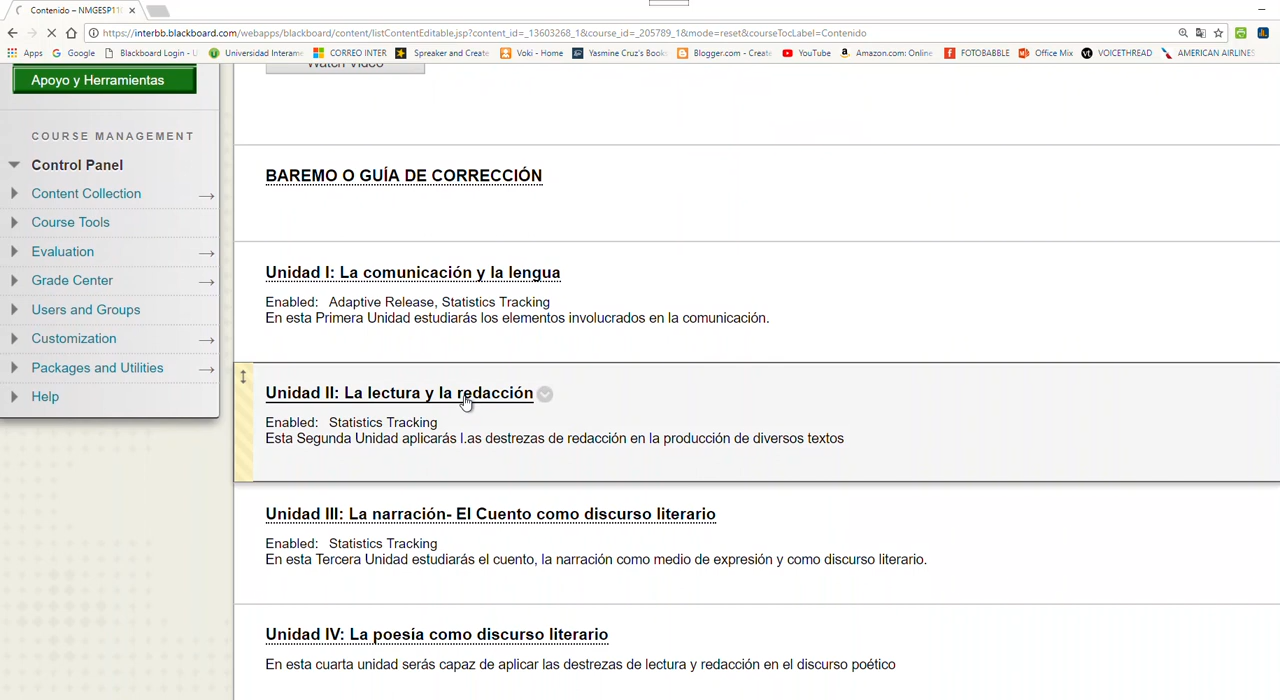 Contenido – NMGESP110
https://interbb.blackboard.com/webapps/blackboard/content/listContentEditable.jsp?content_id=_13603268_1&course_id=_205789_1&mode=reset&courseTocLabel=Contenido
Apps Google Blackboard Login - U Universidad Interame CORREO INTER Spreaker and Create Voki - Home Yasmine Cruz's Book Blogger.com - Create YouTube Amazon.com: Online FOTOBABBLE Office Mix VOICETHREAD AMERICAN AIRLINES
Watch Video
Apoyo y Herramientas
COURSE MANAGEMENT
Control Panel
Content Collection
Course Tools
Evaluation
Grade Center
Users and Groups
Customization
Packages and Utilities
Help
BAREMO O GUÍA DE CORRECCIÓN
Unidad I: La comunicación y la lengua
Enabled: Adaptive Release, Statistics Tracking
En esta Primera Unidad estudiarás los elementos involucrados en la comunicación.
Unidad II: La lectura y la redacción
Enabled: Statistics Tracking
Esta Segunda Unidad aplicarás l.as destrezas de redacción en la producción de diversos textos
Unidad III: La narración- El Cuento como discurso literario
Enabled: Statistics Tracking
En esta Tercera Unidad estudiarás el cuento, la narración como medio de expresión y como discurso literario.
Unidad IV: La poesía como discurso literario
En esta cuarta unidad serás capaz de aplicar las destrezas de lectura y redacción en el discurso poético